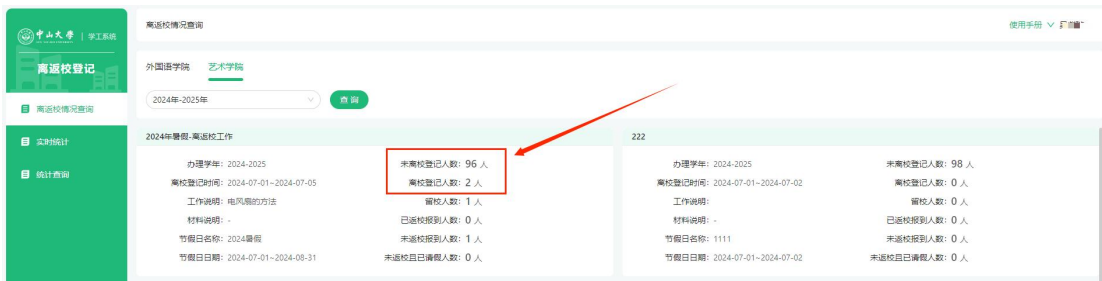 中山大学 | 学工系统
离返校登记
离返校情况查询
实时统计
统计查询
离返校情况查询
使用手册
外国语学院 艺术学院
2024年-2025年 查 询
2024年暑假-离返校工作
办理学年：2024-2025 未离校登记人数：96 人
离校登记时间：2024-07-01~2024-07-05 离校登记人数：2 人
工作说明：电风扇的方法 留校人数：1 人
材料说明：- 已返校报到人数：0 人
节假日名称：2024暑假 未返校报到人数：1 人
节假日日期：2024-07-01~2024-08-31 未返校且已请假人数：0 人
222
办理学年：2024-2025 未离校登记人数：98 人
离校登记时间：2024-07-01~2024-07-02 离校登记人数：0 人
工作说明： 留校人数：0 人
材料说明：- 已返校报到人数：0 人
节假日名称：1111 未返校报到人数：0 人
节假日日期：2024-07-01~2024-07-02 未返校且已请假人数：0 人